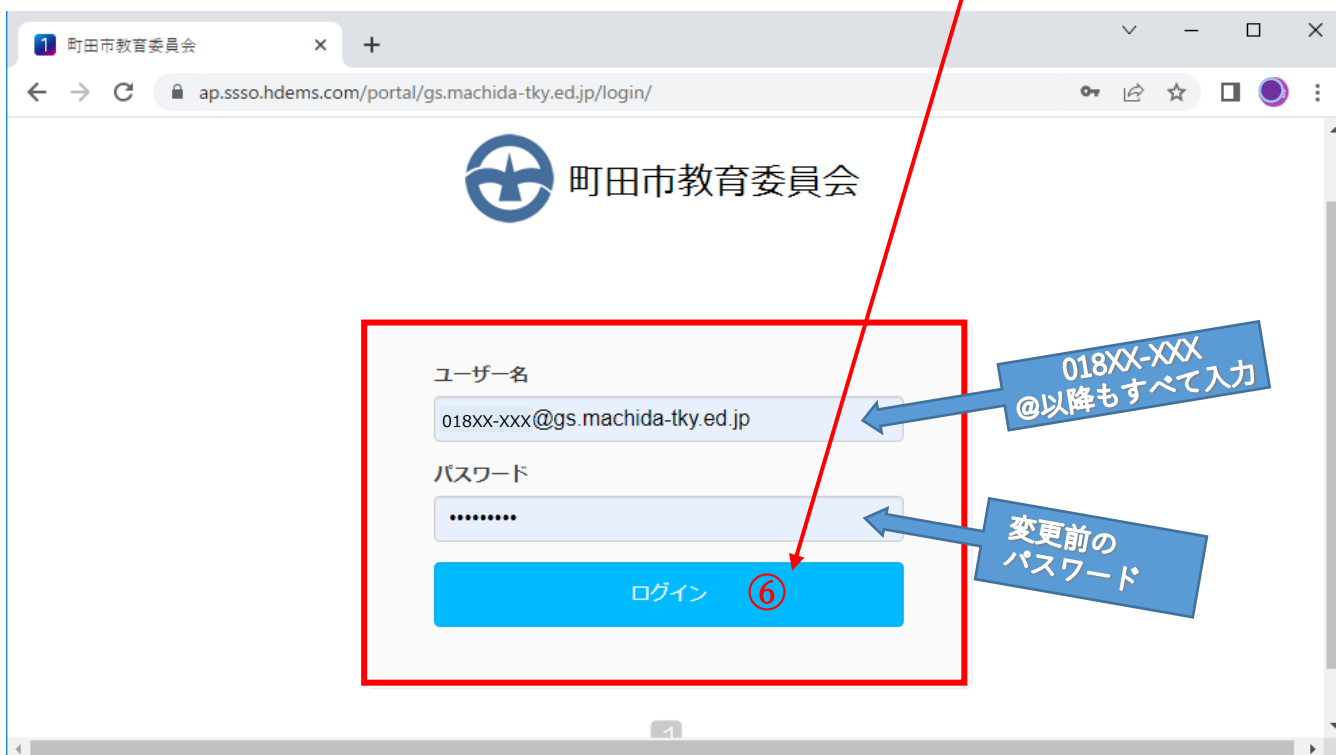 町田市教育委員会
ap.ssso.hdems.com/portal/gs.machida-tky.ed.jp/login/
町田市教育委員会
ユーザー名
018XX-XXX@gs.machida-tky.ed.jp
018XX-XXX
@以降もすべて入力
パスワード
•••••••••
変更前の
パスワード
ログイン ⑥
1